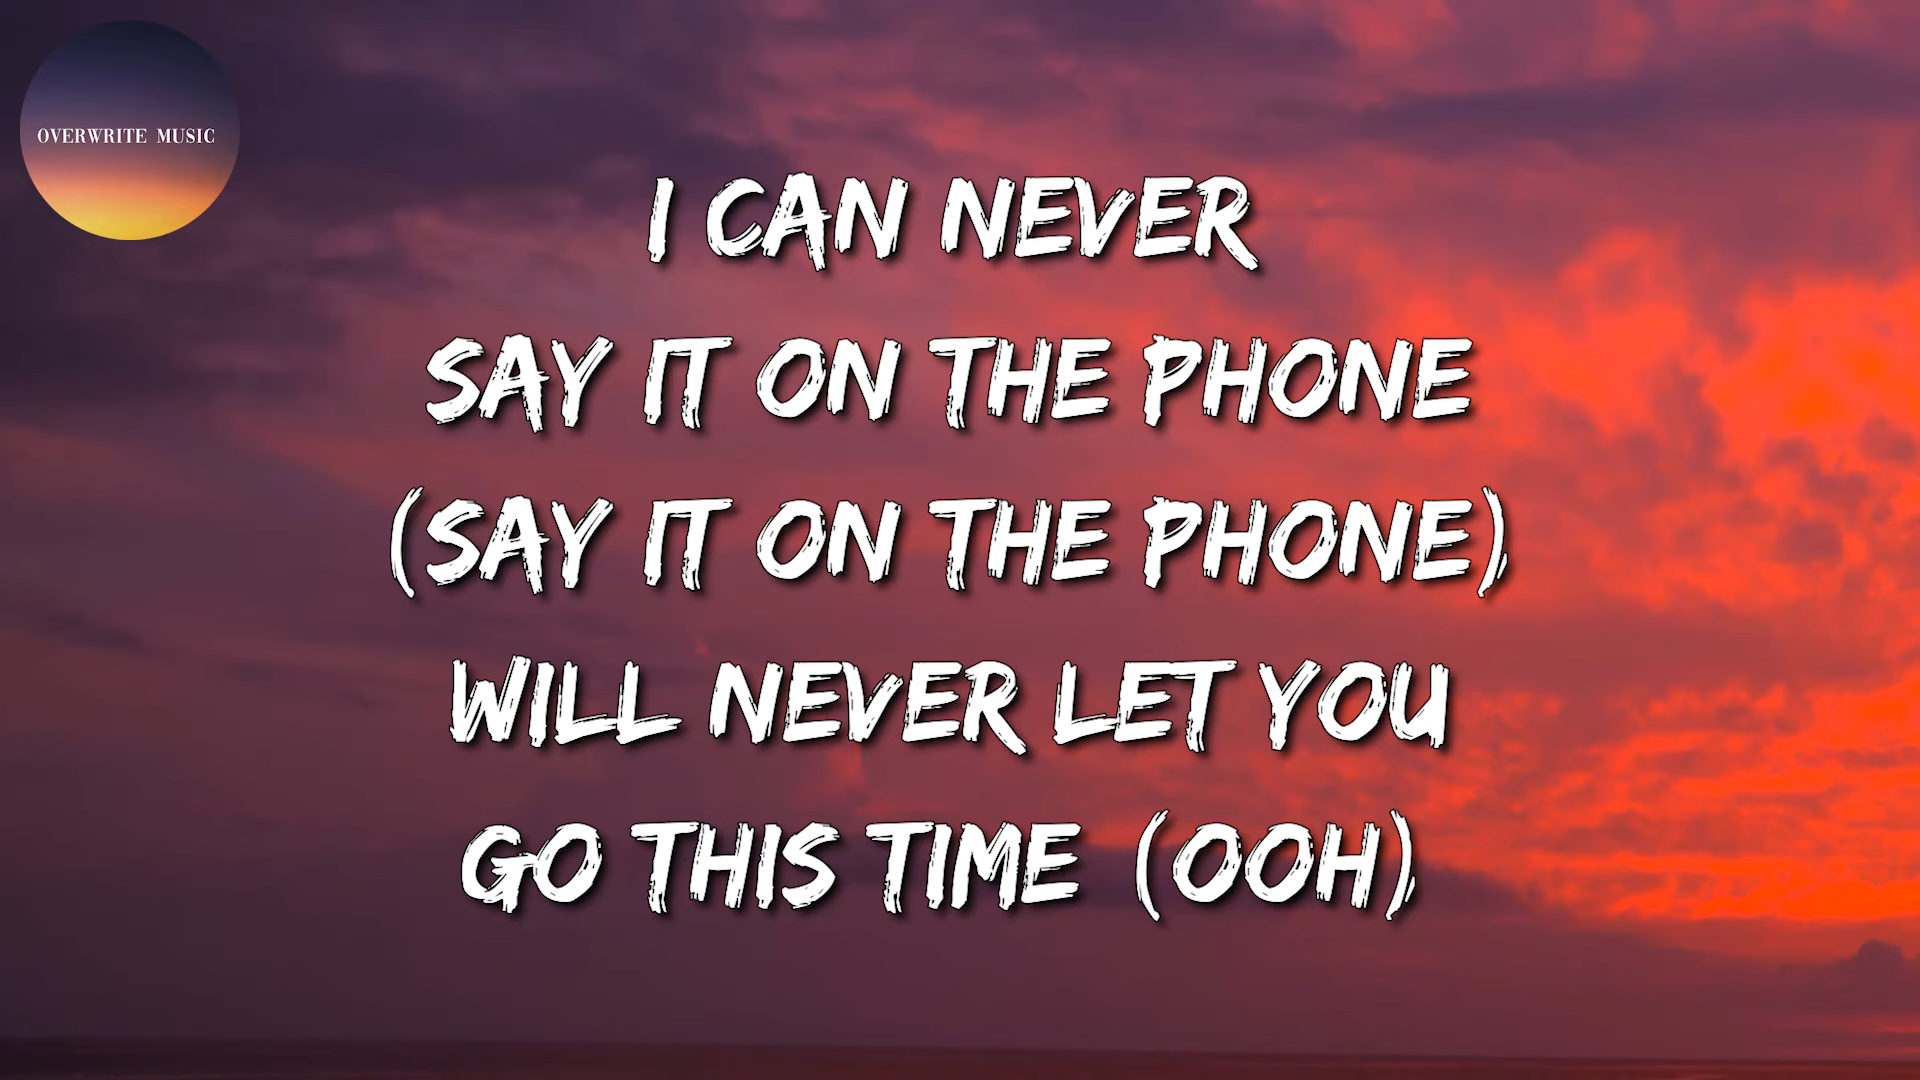 OVERWRITE MUSIC
I CAN NEVER
SAY IT ON THE PHONE
(SAY IT ON THE PHONE)
WILL NEVER LET YOU
GO THIS TIME (OOH)